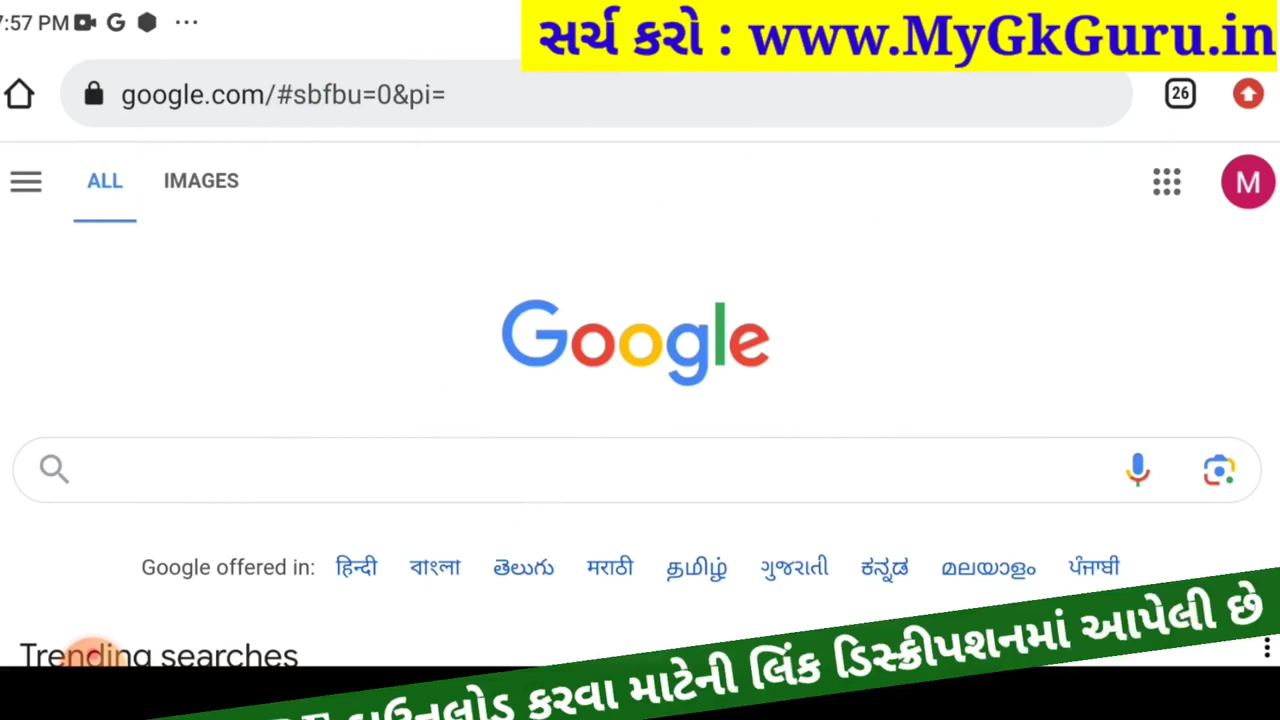 7:57 PM
સર્ચ કરો : www.MyGkGuru.in
google.com/#sbfbu=0&pi=
26
ALL IMAGES
M
Google
Google offered in: हिन्दी বাংলা తెలుగు मराठी தமிழ் ગુજરાતી ಕನ್ನಡ മലയാളം ਪੰਜਾਬੀ
Trending searches
ડાઉનલોડ કરવા માટેની લિંક ડિસ્ક્રીપશનમાં આપેલી છે